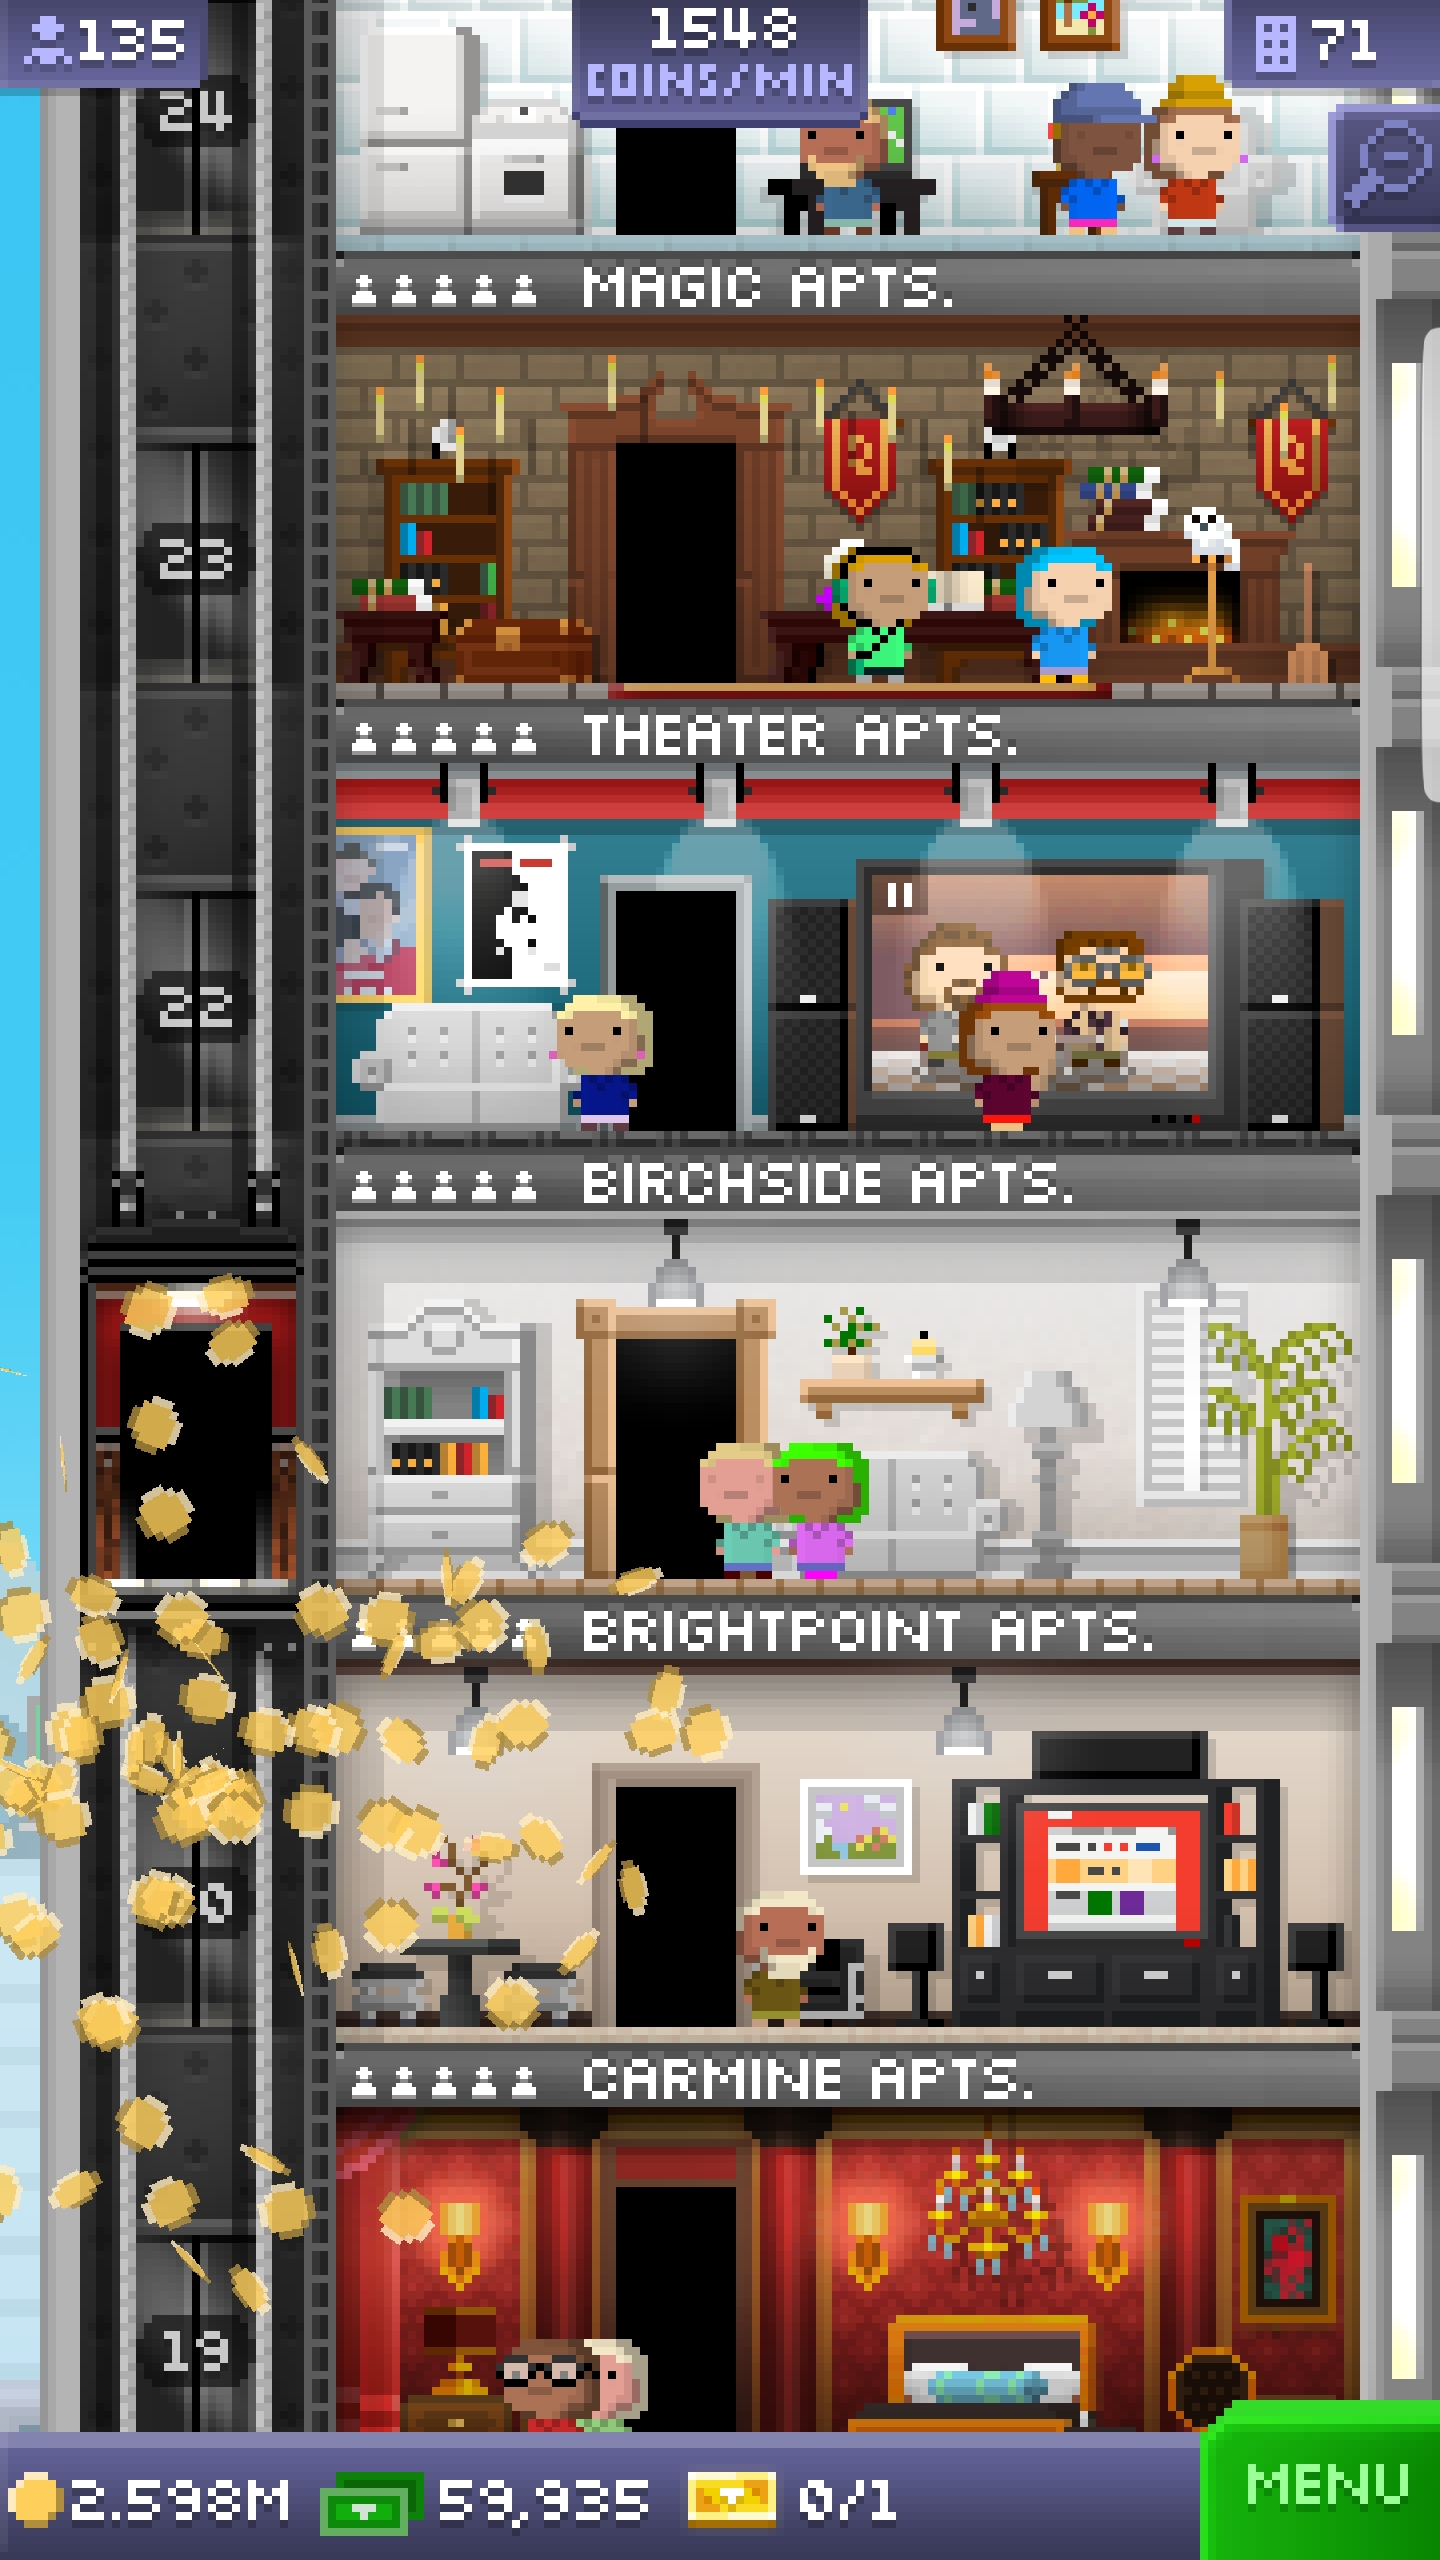 135
1548
COINS/MIN
71
24
MAGIC APTS.
23
THEATER APTS.
22
BIRCHSIDE APTS.
BRIGHTPOINT APTS.
0
CARMINE APTS.
19
2.598M
59,935
0/1
MENU